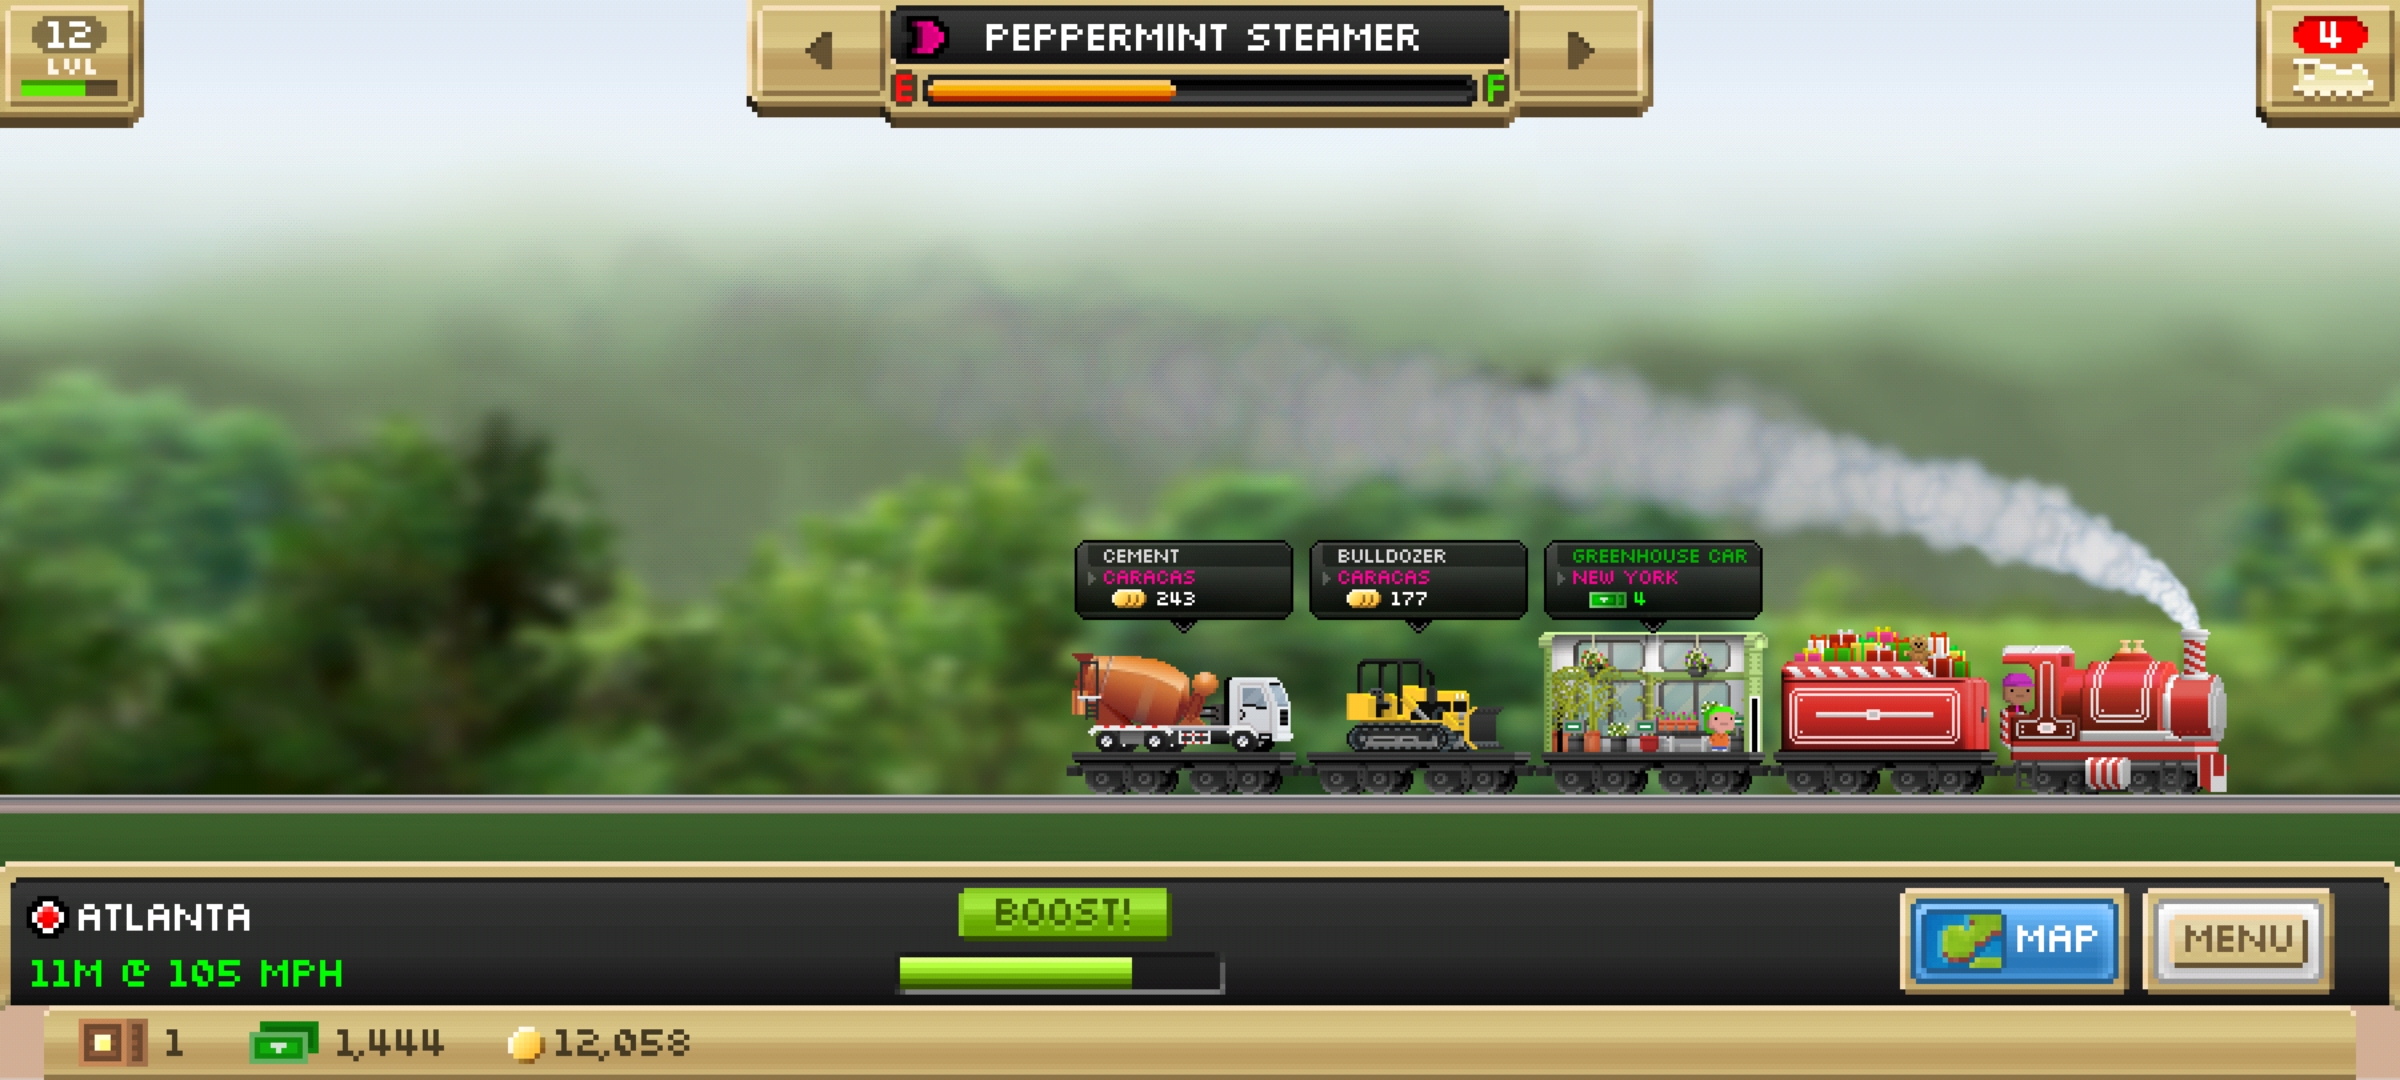 12
LVL
PEPPERMINT STEAMER
E F
4
CEMENT
CARACAS
243
BULLDOZER
CARACAS
177
GREENHOUSE CAR
NEW YORK
4
ATLANTA
11M @ 105 MPH
BOOST!
MAP
MENU
1 1,444 12,058